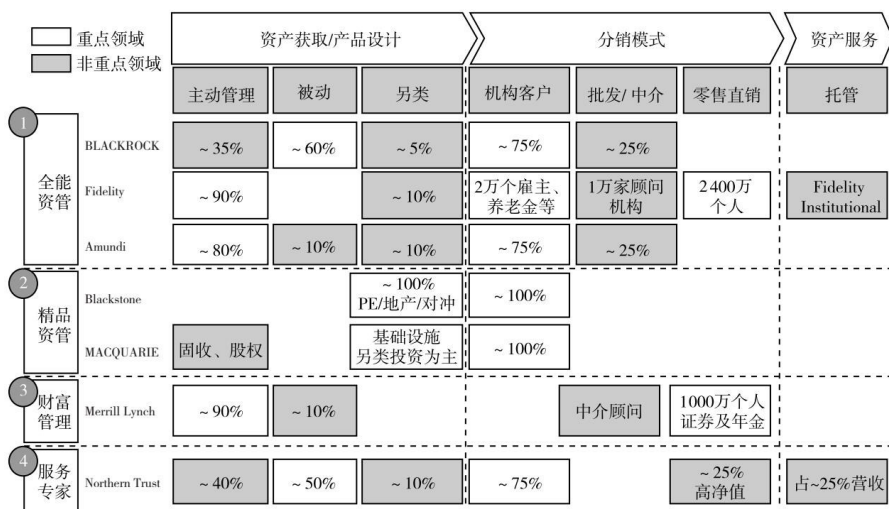 重点领域
非重点领域
资产获取/产品设计
分销模式
资产服务
主动管理
被动
另类
机构客户
批发/中介
零售直销
托管
1
全能
资管
BLACKROCK
~ 35%
~ 60%
~ 5%
~ 75%
~ 25%
Fidelity
~ 90%
~ 10%
2万个雇主、
养老金等
1万家顾问
机构
2400万
个人
Fidelity
Institutional
Amundi
~ 80%
~ 10%
~ 10%
~ 75%
~ 25%
2
精品
资管
Blackstone
~ 100%
PE/地产/对冲
~ 100%
MACQUARIE
固收、股权
基础设施
另类投资为主
~ 100%
3
财富
管理
Merrill Lynch
~ 90%
~ 10%
中介顾问
1000万个人
证券及年金
4
服务
专家
Northern Trust
~ 40%
~ 50%
~ 10%
~ 75%
~ 25%
高净值
占~25%营收